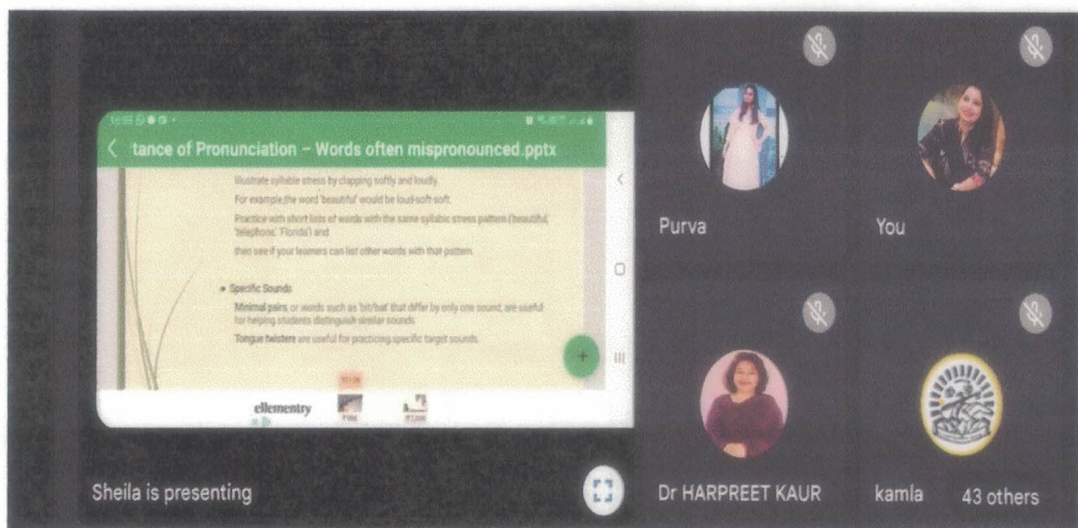 16:53
tance of Pronunciation – Words often mispronounced.pptx
Illustrate syllable stress by clapping softly and loudly.
For example,the word 'beautiful' would be loud-soft-soft.
Practice with short lists of words with the same syllabic stress pattern ('beautiful,'
'telephone,' 'Florida') and
then see if your learners can list other words with that pattern.
Specific Sounds
Minimal pairs, or words such as 'bit/bat' that differ by only one sound, are useful
for helping students distinguish similar sounds.
Tongue twisters are useful for practicing specific target sounds.
ellementry
Sheila is presenting
Purva
You
Dr HARPREET KAUR
kamla
43 others